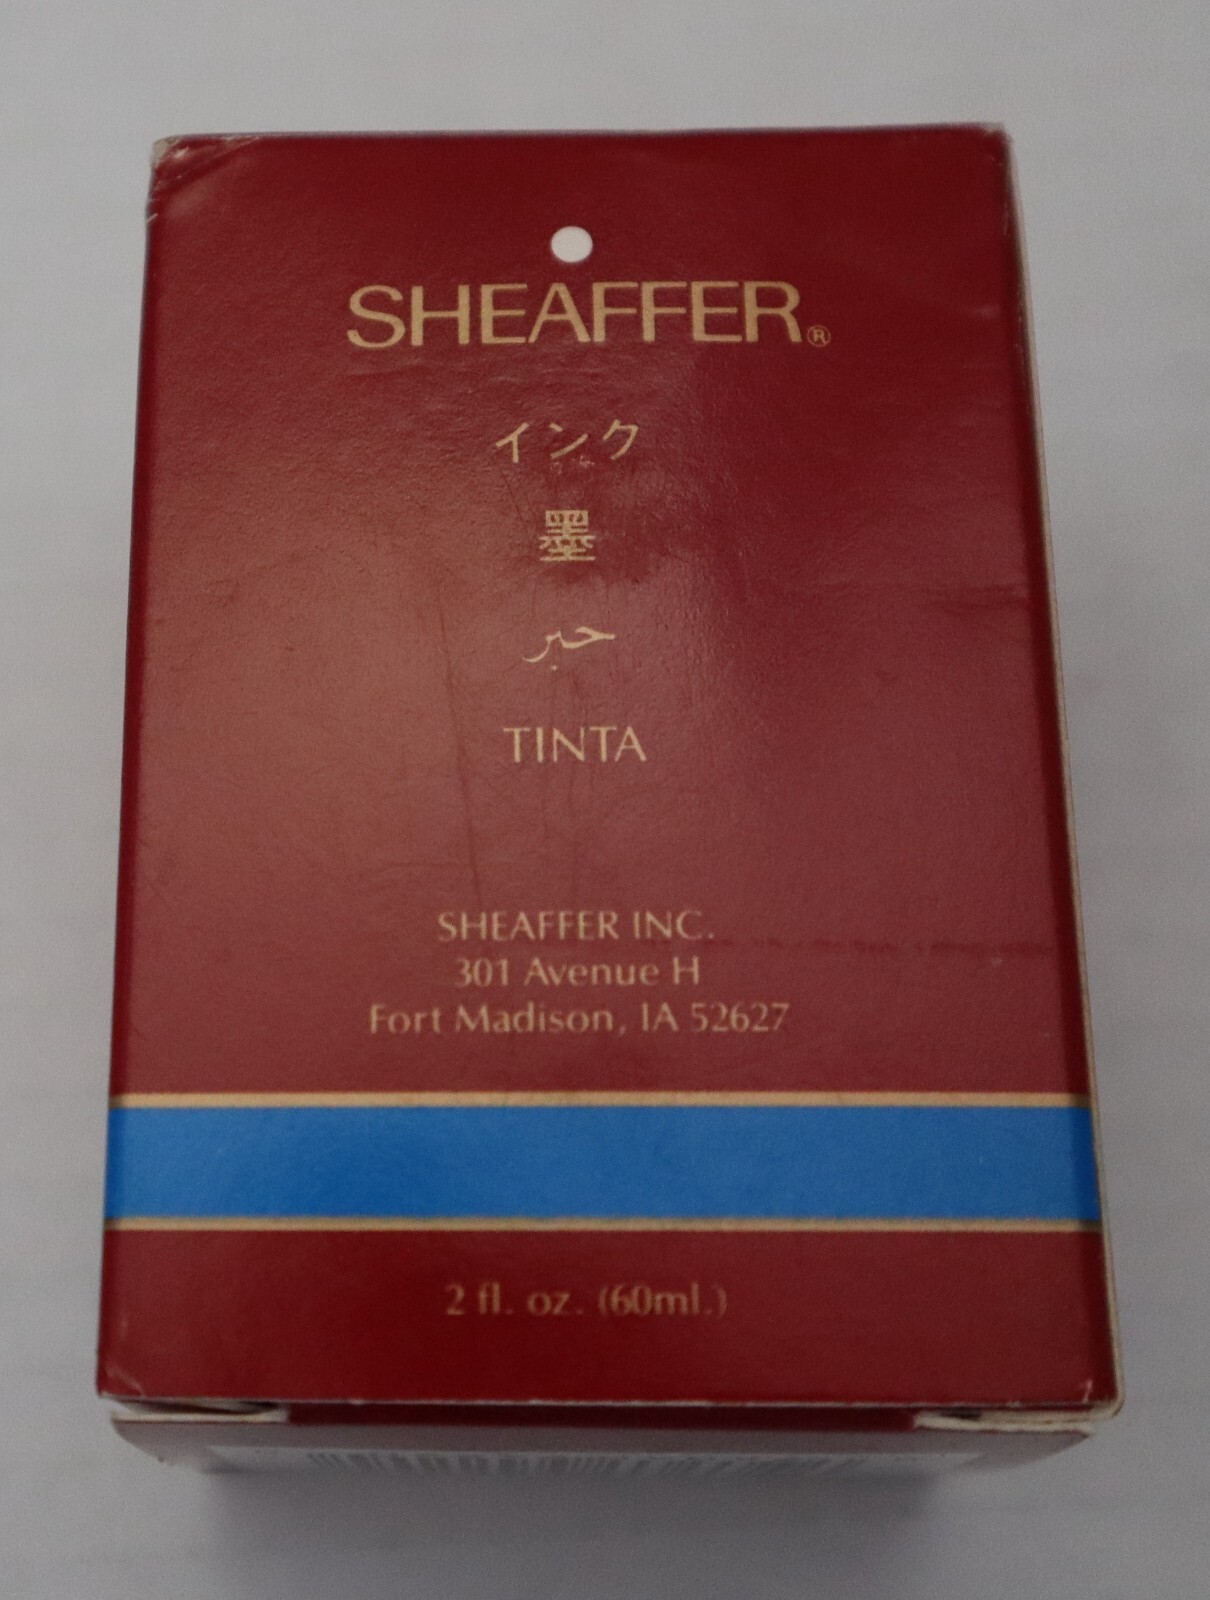 SHEAFFER®
インク
墨
حبر
TINTA
SHEAFFER INC.
301 Avenue H
Fort Madison, IA 52627
2 fl. oz. (60ml.)